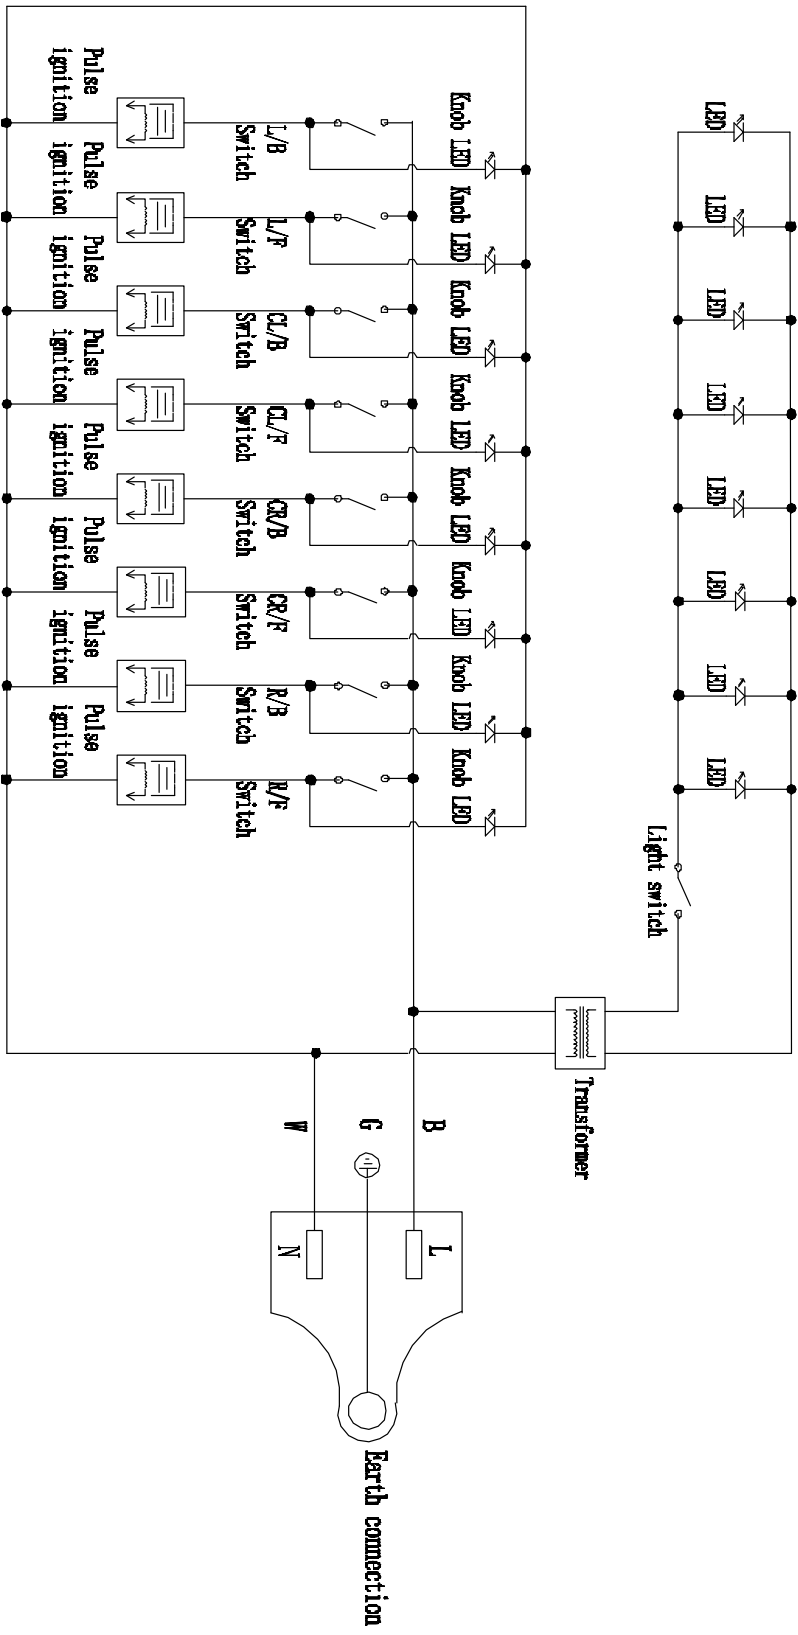 LED LED LED LED LED LED LED LED
Light switch
Transformer
Knob LED Knob LED Knob LED Knob LED Knob LED Knob LED Knob LED Knob LED
B
L
G
Earth connection
W
N
L/B
Switch
L/F
Switch
CL/B
Switch
CL/F
Switch
CR/B
Switch
CR/F
Switch
R/B
Switch
R/F
Switch
Pulse
ignition
Pulse
ignition
Pulse
ignition
Pulse
ignition
Pulse
ignition
Pulse
ignition
Pulse
ignition
Pulse
ignition